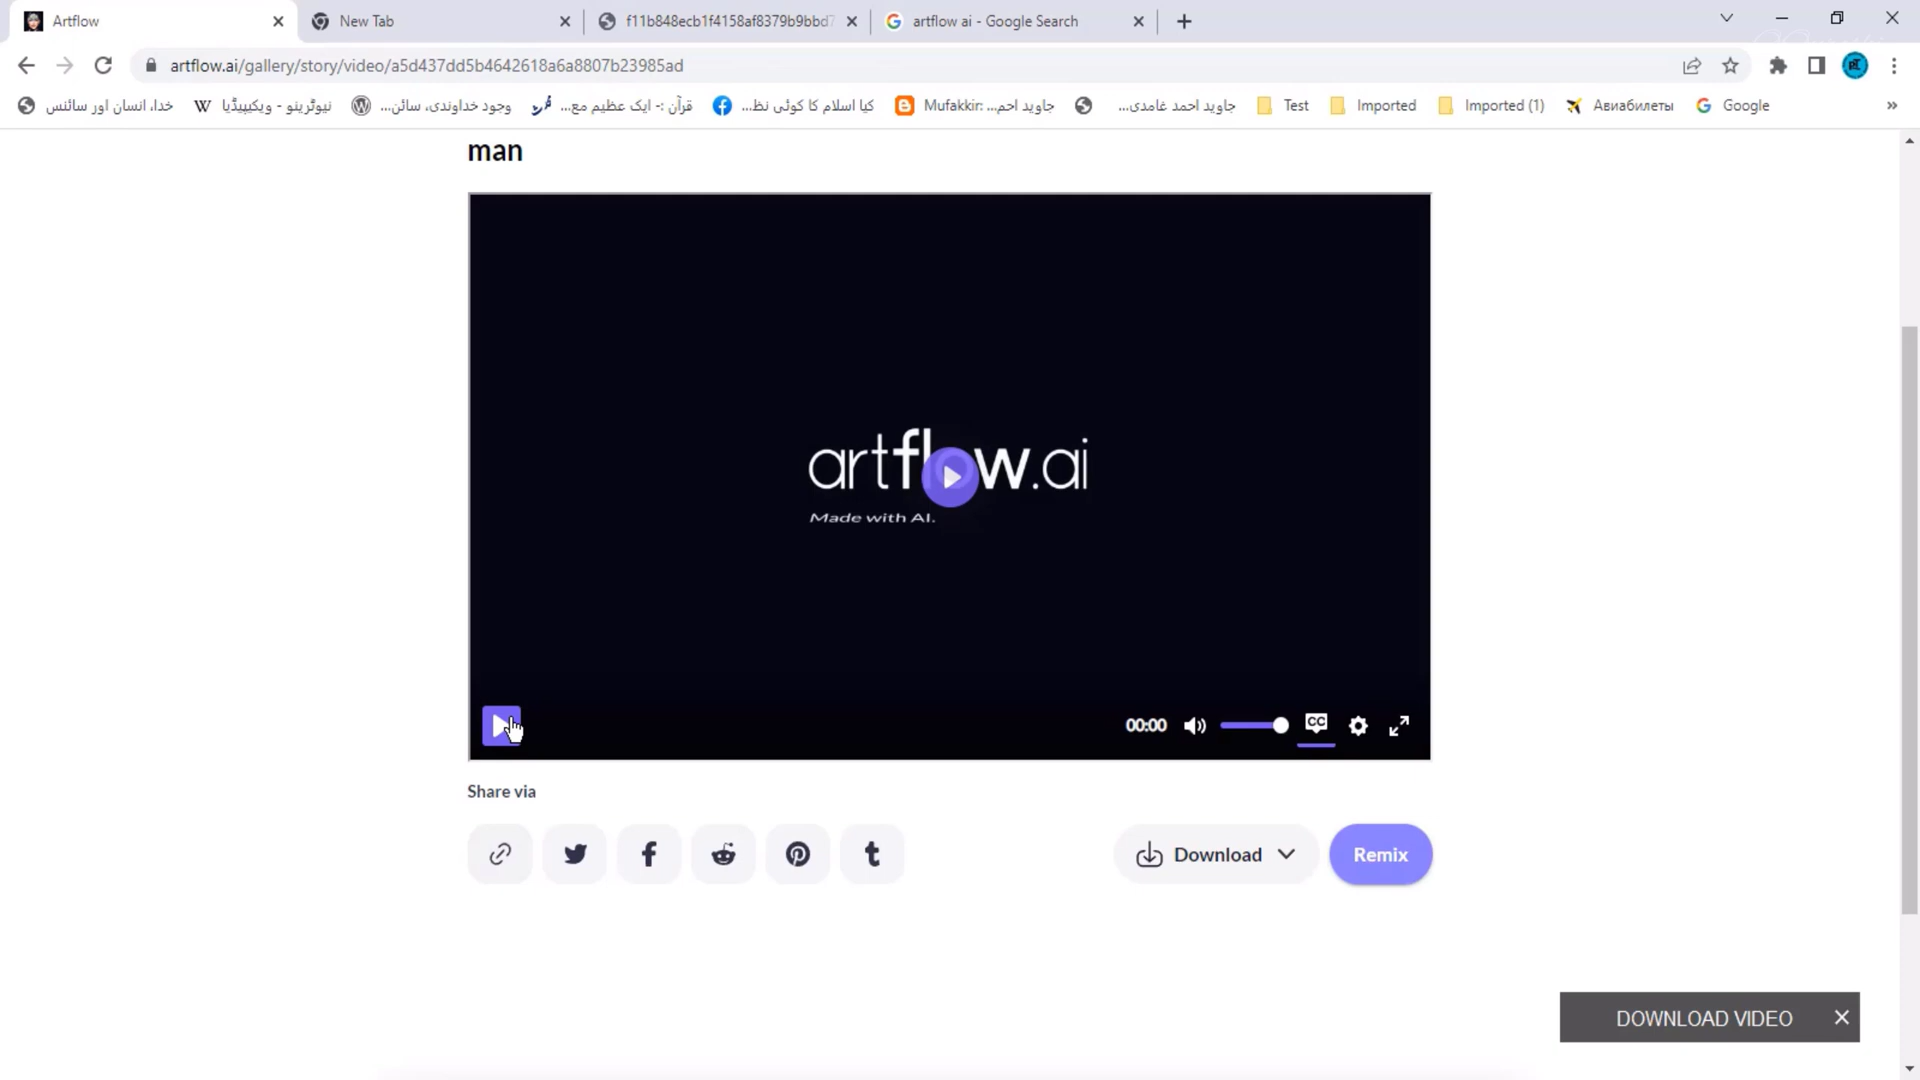 Artflow
New Tab
f11b848ecb1f4158af8379b9bbd7
artflow ai - Google Search
artflow.ai/gallery/story/video/a5d437dd5b4642618a6a8807b23985ad
خدا، انسان اور سائنس
نیوٹرینو - ویکیپیڈیا
وجود خداوندی، سائن...
قرآن :- ایک عظیم مع...
کیا اسلام کا کوئی نظ...
Mufakkir: جاوید احم...
جاوید احمد غامدی...
Test
Imported
Imported (1)
Авиабилеты
Google
man
artflow.ai
Made with AI.
00:00
CC
Share via
Download
Remix
DOWNLOAD VIDEO